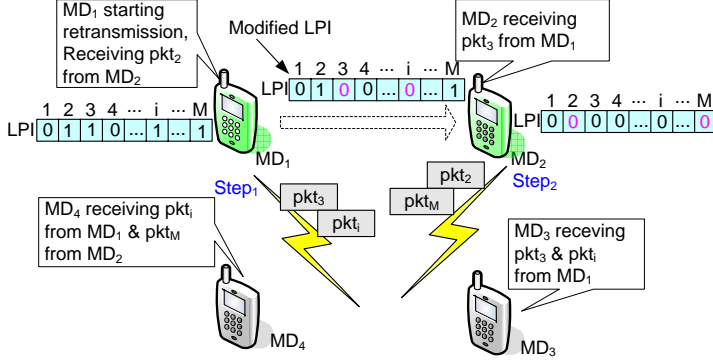 MD1 starting
retransmission,
Receiving pkt2
from MD2
Modified LPI
MD2 receiving
pkt3 from MD1
1 2 3 4 ··· i ··· M
LPI 0 1 0 0 ... 0 ... 1
1 2 3 4 ··· i ··· M
LPI 0 1 1 0 ... 1 ... 1
1 2 3 4 ··· i ··· M
LPI 0 0 0 0 ... 0 ... 0
MD1
MD2
Step1
Step2
pkt3
pkti
pkt2
pktM
MD4 receiving pkti
from MD1 & pktM
from MD2
MD3 receving
pkt3 & pkti
from MD1
MD4
MD3